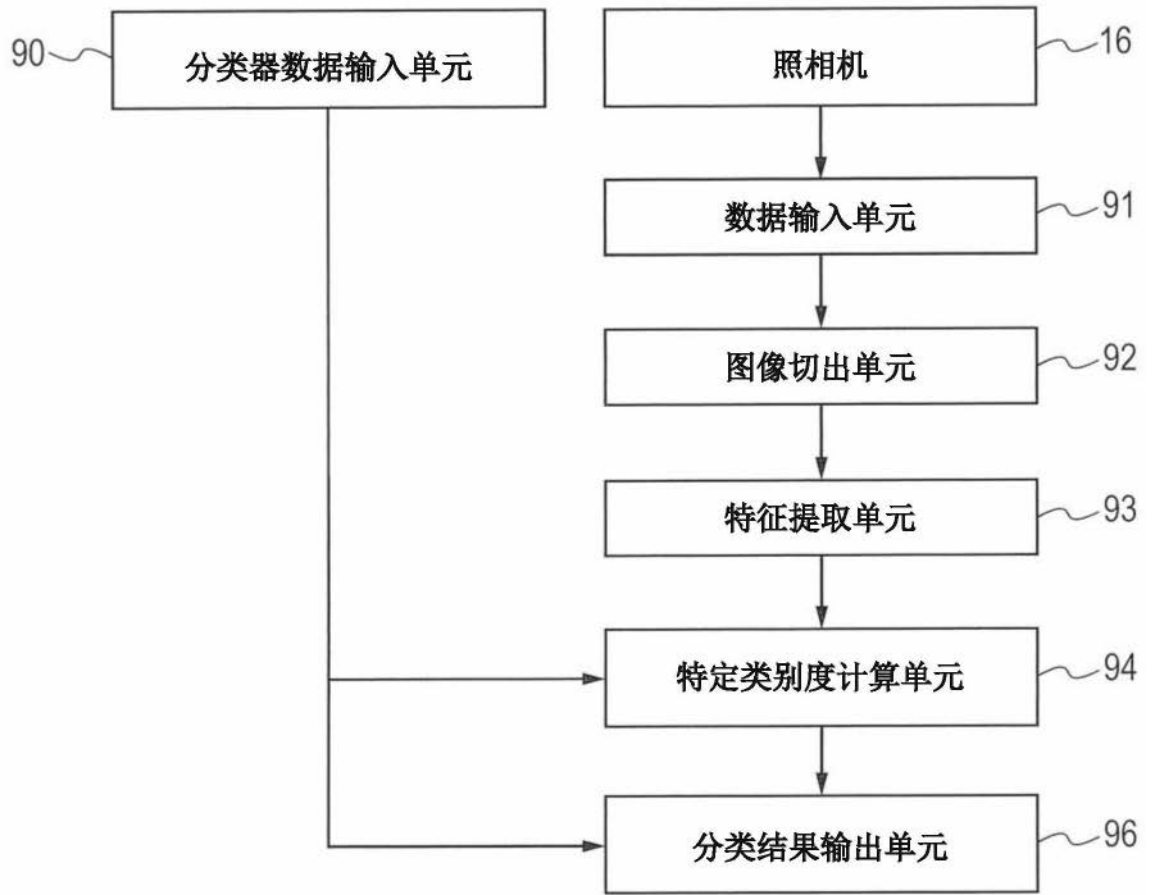 90
分类器数据输入单元
照相机
16
数据输入单元
91
图像切出单元
92
特征提取单元
93
特定类别度计算单元
94
分类结果输出单元
96